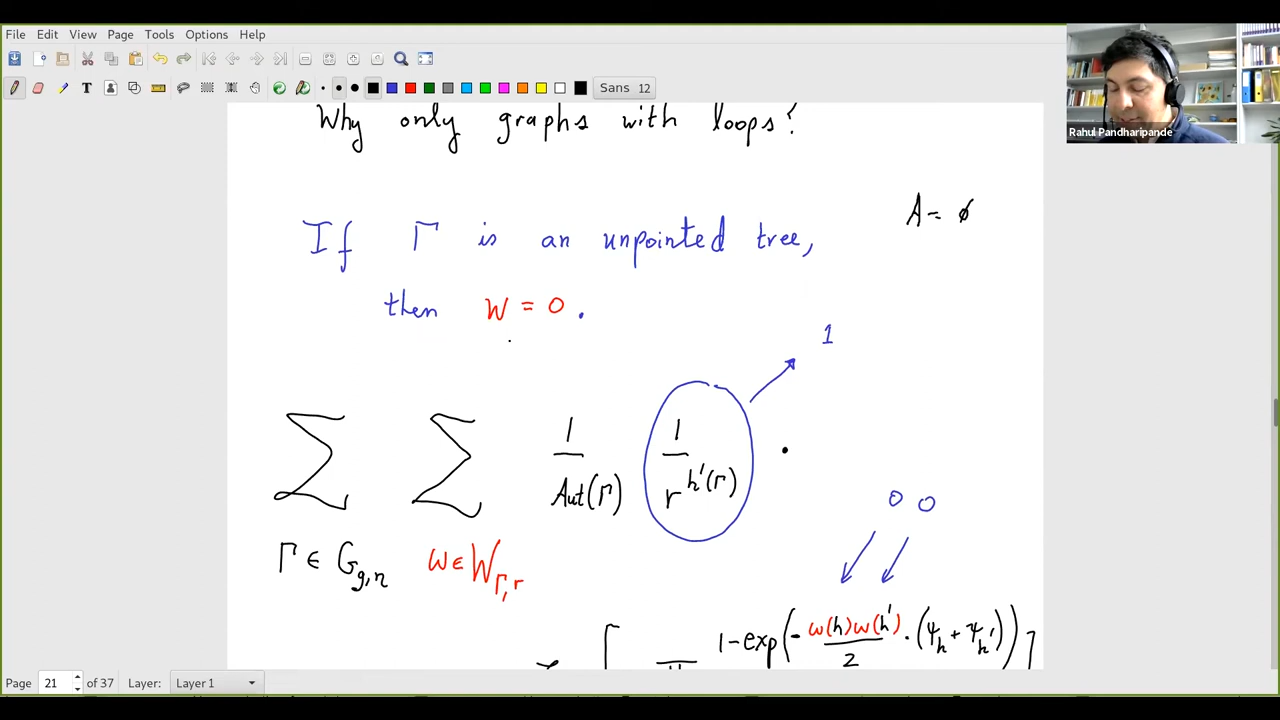 File Edit View Page Tools Options Help
Sans 12
Rahul Pandharipande
Why only graphs with loops?
A = ∅
If Γ is an unpointed tree,
then w = 0.
1
∑ ∑ 1/Aut(Γ) 1/r^{h'(Γ)} ·
Γ ∈ G_{g,n} w ∈ W_{Γ,r}
0 0
1-exp(-w(h)w(h')/2 · (ψ_h + ψ_h'))
Page 21 of 37 Layer: Layer 1